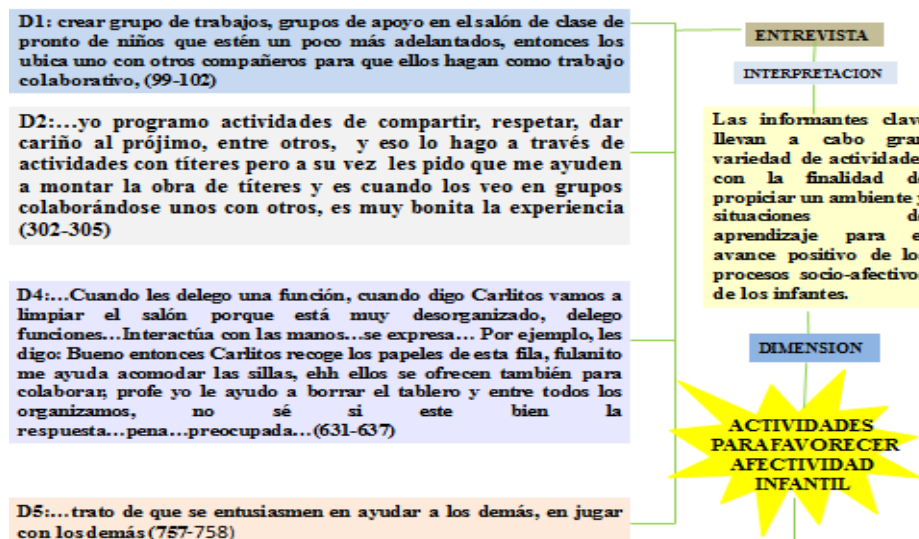 D1: crear grupo de trabajos, grupos de apoyo en el salón de clase de
pronto de niños que estén un poco más adelantados, entonces los
ubica uno con otros compañeros para que ellos hagan como trabajo
colaborativo, (99-102)
D2:...yo programo actividades de compartir, respetar, dar
cariño al prójimo, entre otros, y eso lo hago a través de
actividades con títeres pero a su vez les pido que me ayuden
a montar la obra de títeres y es cuando los veo en grupos
colaborándose unos con otros, es muy bonita la experiencia
(302-305)
D4:...Cuando les delego una función, cuando digo Carlitos vamos a
limpiar el salón porque está muy desorganizado, delego
funciones...Interactúa con las manos...se expresa... Por ejemplo, les
digo: Bueno entonces Carlitos recoge los papeles de esta fila, fulanito
me ayuda acomodar las sillas, ehh ellos se ofrecen también para
colaborar, profe yo le ayudo a borrar el tablero y entre todos los
organizamos, no sé si este bien la
respuesta...pena...preocupada...(631-637)
D5:...trato de que se entusiasmen en ayudar a los demás, en jugar
con los demás (757-758)
ENTREVISTA
INTERPRETACION
Las informantes clav
llevan a cabo gran
variedad de actividade
con la finalidad de
propiciar un ambiente y
situaciones de
aprendizaje para e
avance positivo de lo
procesos socio-afectivo
de los infantes.
DIMENSION
ACTIVIDADES
PARA FAVORECER
AFECTIVIDAD
INFANTIL